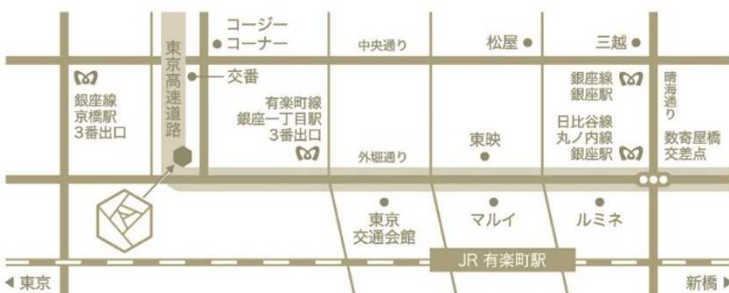 コージー
コーナー
中央通り
松屋
三越
東京高速道路
交番
銀座線
京橋駅
3番出口
有楽町線
銀座一丁目駅
3番出口
銀座線
銀座駅
晴海通り
日比谷線
丸ノ内線
銀座駅
数寄屋橋
交差点
東映
外堀通り
東京
交通会館
マルイ
ルミネ
JR 有楽町駅
東京
新橋